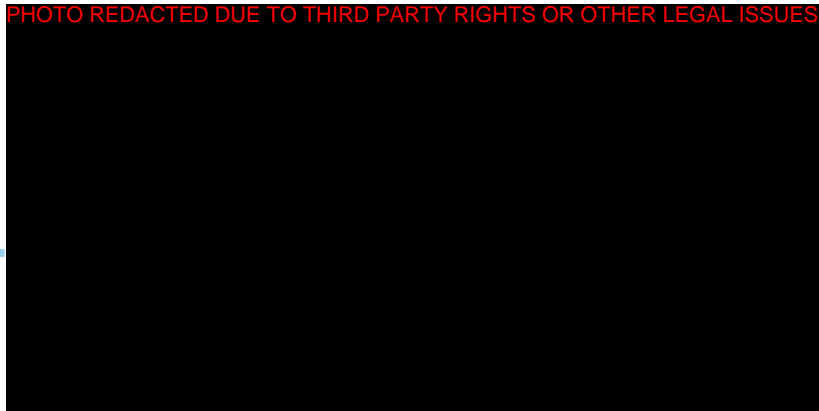 PHOTO REDACTED DUE TO THIRD PARTY RIGHTS OR OTHER LEGAL ISSUES